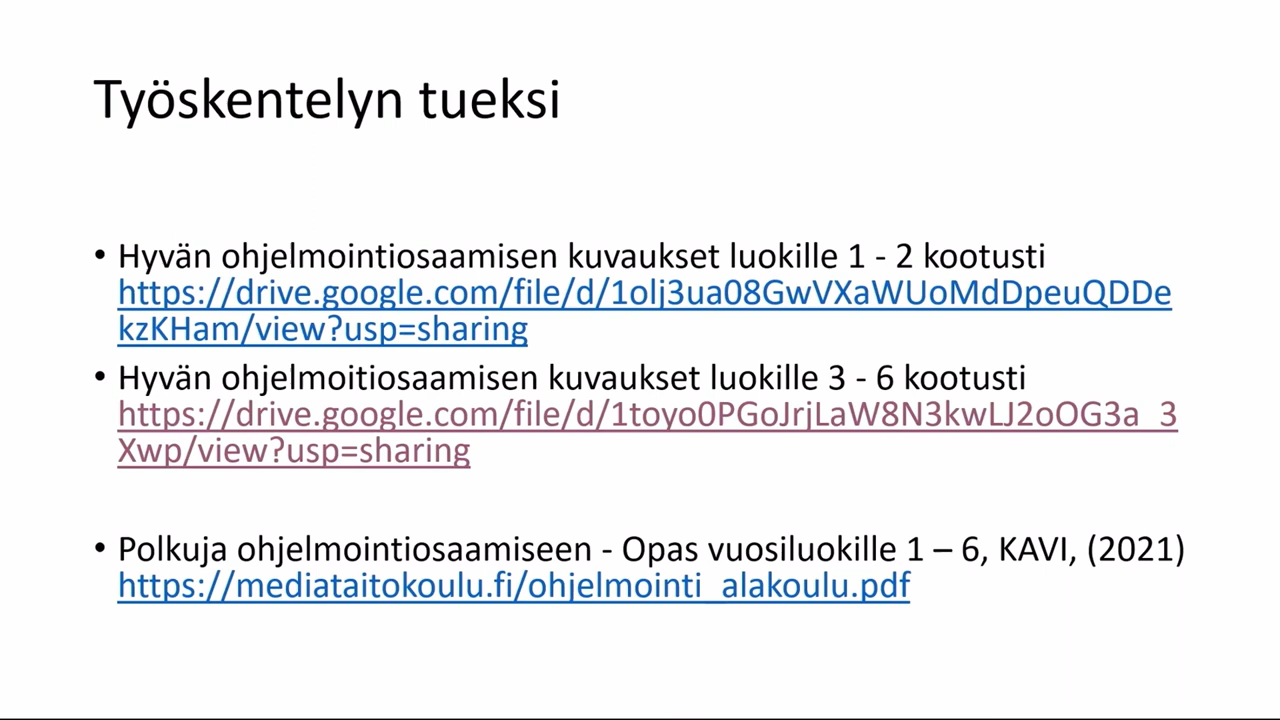 Työskentelyn tueksi
• Hyvän ohjelmointiosaamisen kuvaukset luokille 1 - 2 kootusti
https://drive.google.com/file/d/1olj3ua08GwVXaWUoMdDpeuQDDe
kzKHam/view?usp=sharing
• Hyvän ohjelmoitiosaamisen kuvaukset luokille 3 - 6 kootusti
https://drive.google.com/file/d/1toyo0PGoJrjLaW8N3kwLJ2oOG3a_3
Xwp/view?usp=sharing
• Polkuja ohjelmointiosaamiseen - Opas vuosiluokille 1 – 6, KAVI, (2021)
https://mediataitokoulu.fi/ohjelmointi_alakoulu.pdf